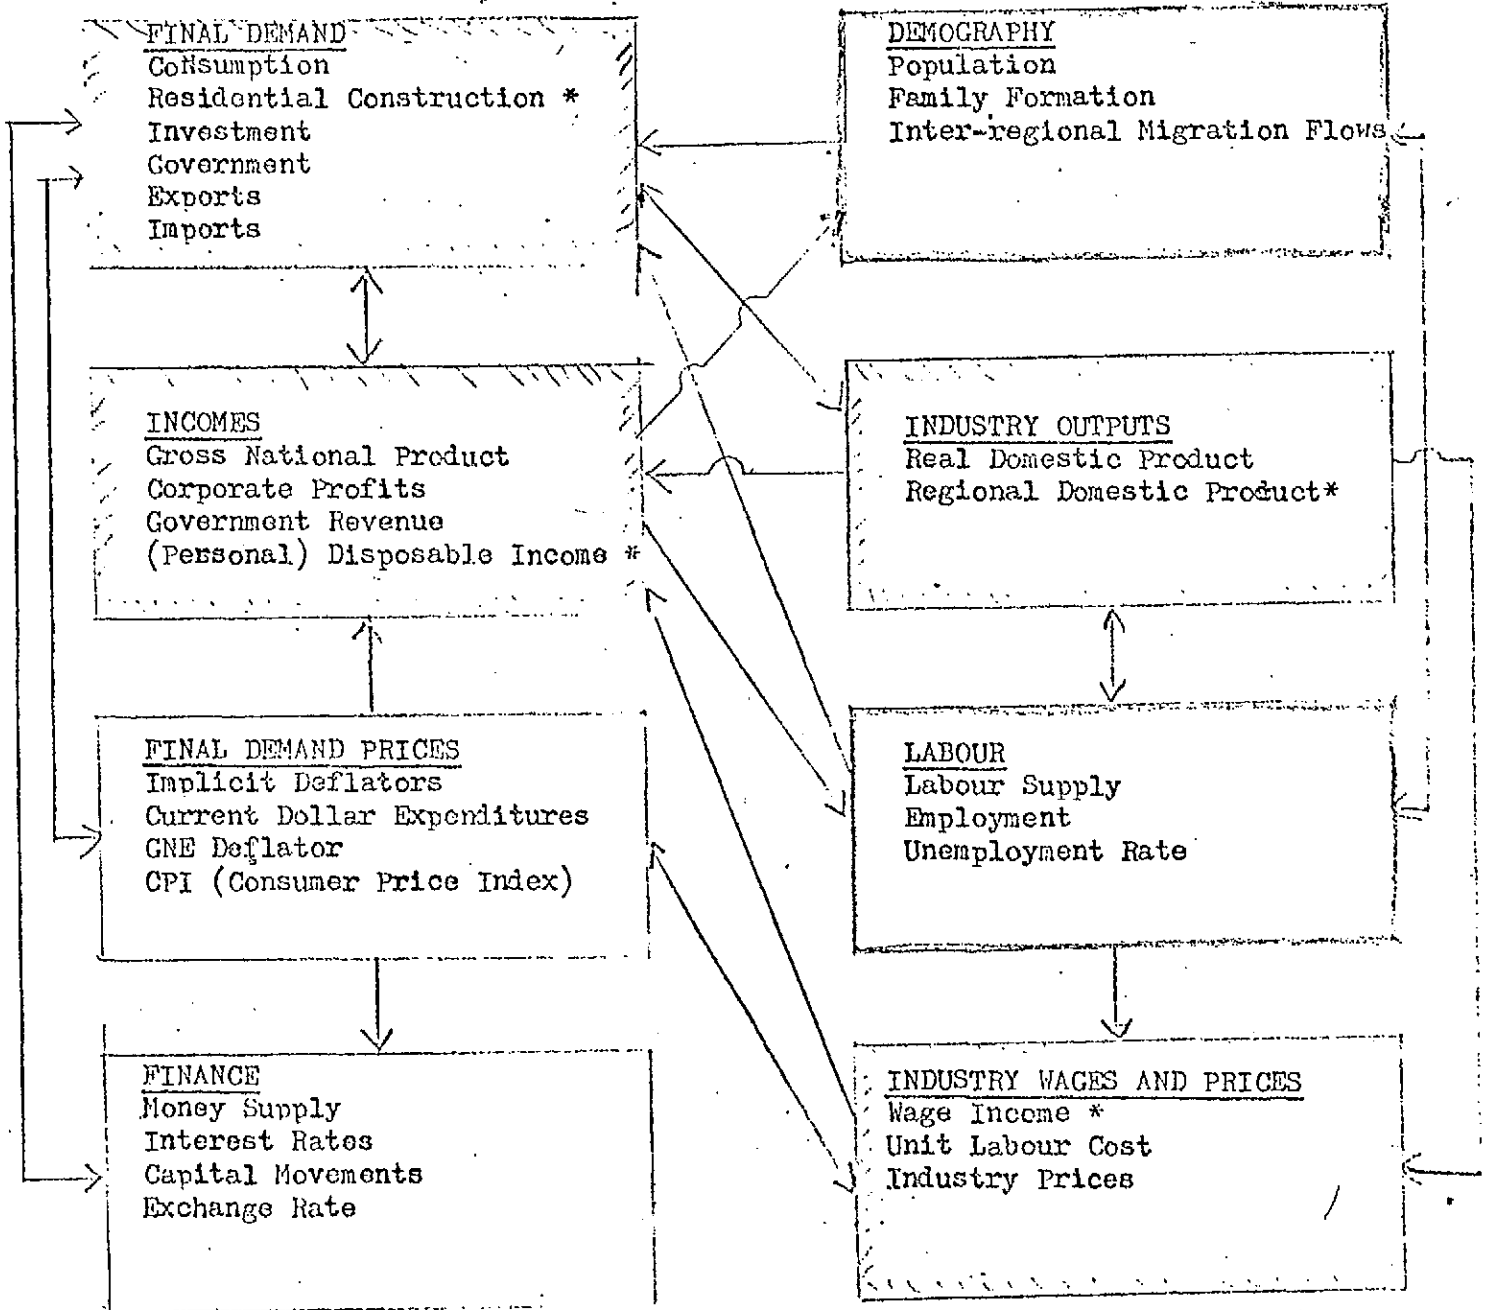 FINAL DEMAND
Consumption
Residential Construction *
Investment
Government
Exports
Imports
DEMOGRAPHY
Population
Family Formation
Inter-regional Migration Flows
INCOMES
Gross National Product
Corporate Profits
Government Revenue
(Personal) Disposable Income *
INDUSTRY OUTPUTS
Real Domestic Product
Regional Domestic Product*
FINAL DEMAND PRICES
Implicit Deflators
Current Dollar Expenditures
GNE Deflator
CPI (Consumer Price Index)
LABOUR
Labour Supply
Employment
Unemployment Rate
FINANCE
Money Supply
Interest Rates
Capital Movements
Exchange Rate
INDUSTRY WAGES AND PRICES
Wage Income *
Unit Labour Cost
Industry Prices